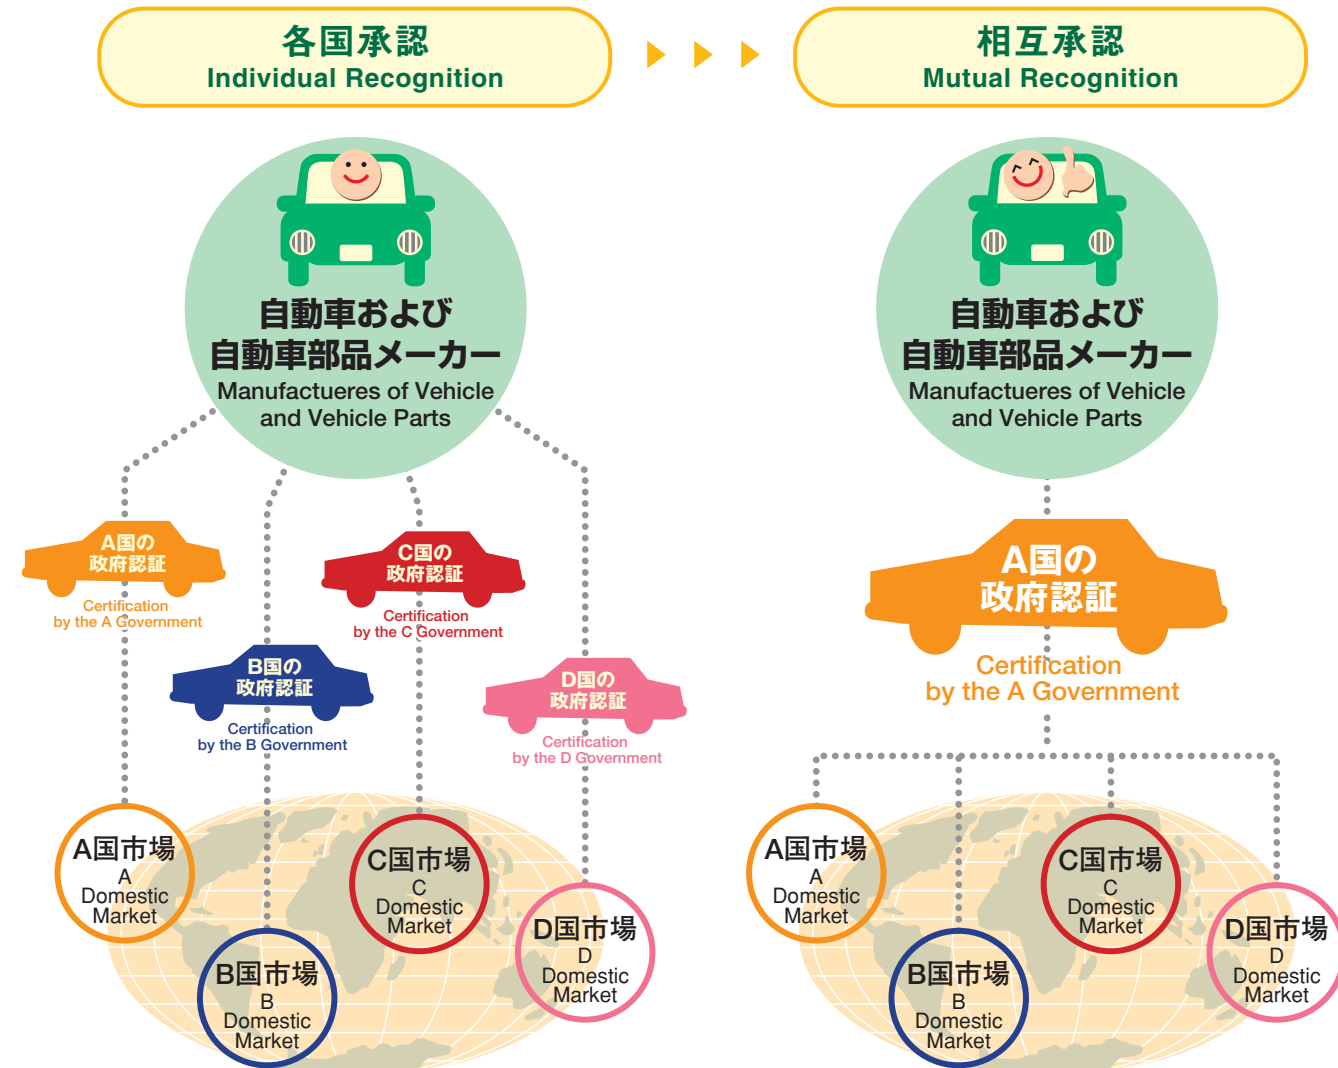 各国承認
Individual Recognition
相互承認
Mutual Recognition
自動車および
自動車部品メーカー
Manufactueres of Vehicle
and Vehicle Parts
A国の
政府認証
Certification
by the A Government
C国の
政府認証
Certification
by the C Government
B国の
政府認証
Certification
by the B Government
D国の
政府認証
Certification
by the D Government
A国市場
A
Domestic
Market
C国市場
C
Domestic
Market
B国市場
B
Domestic
Market
D国市場
D
Domestic
Market
自動車および
自動車部品メーカー
Manufactueres of Vehicle
and Vehicle Parts
A国の
政府認証
Certification
by the A Government
A国市場
A
Domestic
Market
C国市場
C
Domestic
Market
B国市場
B
Domestic
Market
D国市場
D
Domestic
Market